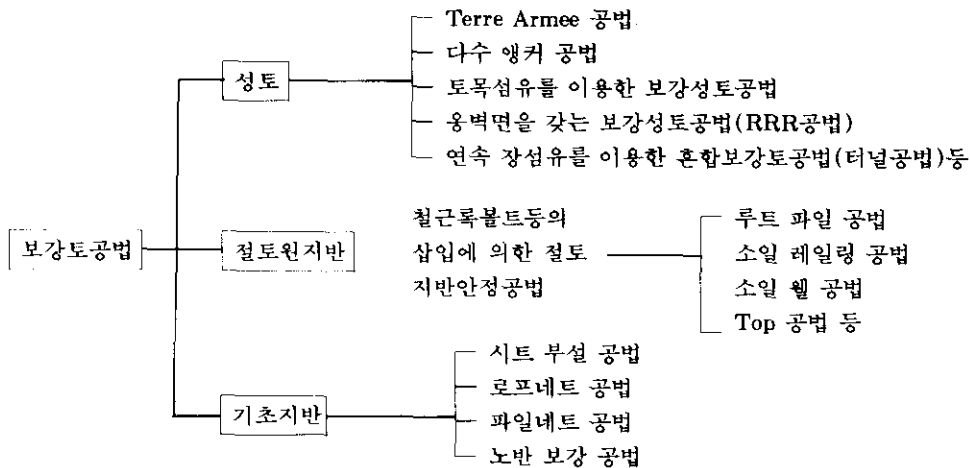 Terre Armee 공법
다수 앵커 공법
성토
토목섬유를 이용한 보강성토공법
옹벽면을 갖는 보강성토공법(RRR공법)
연속 장섬유를 이용한 혼합보강토공법(터널공법)등
보강토공법
절토원지반
철근록볼트등의
삽입에 의한 절토
지반안정공법
루트 파일 공법
소일 레일링 공법
소일 웰 공법
Top 공법 등
기초지반
시트 부설 공법
로프네트 공법
파일네트 공법
노반 보강 공법